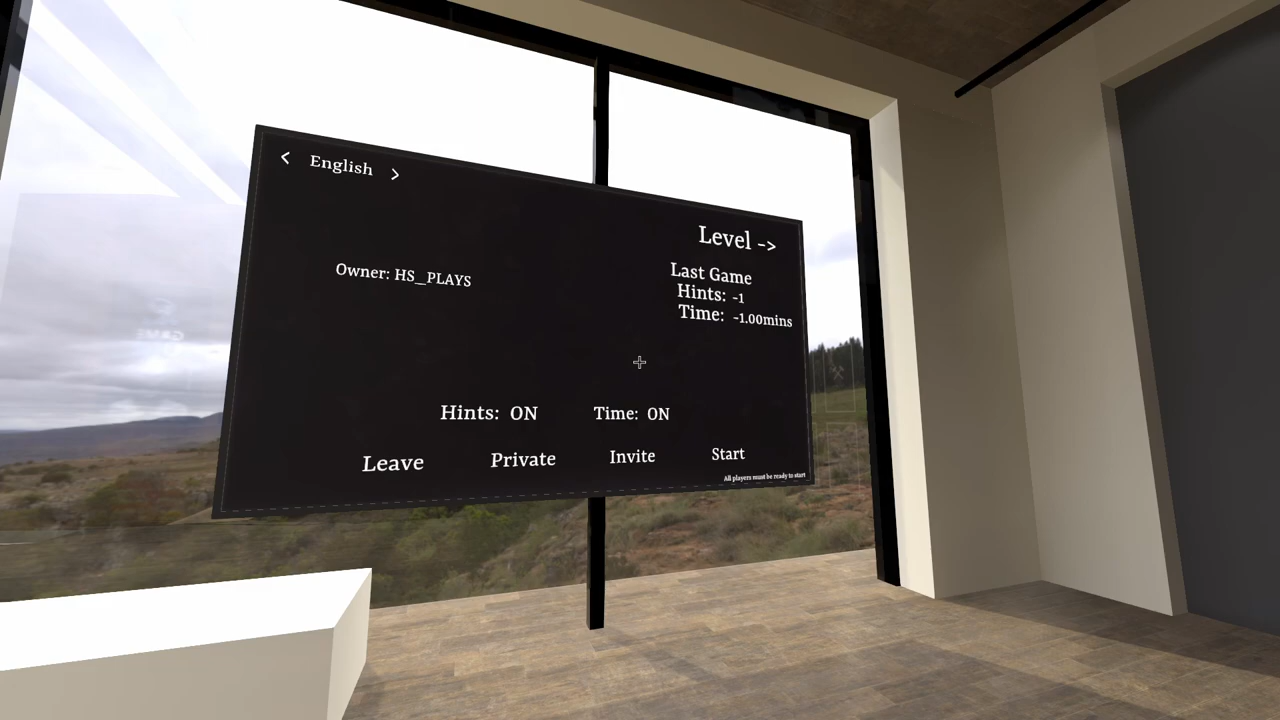 < English >
Level ->
Owner: HS_PLAYS
Last Game
Hints: -1
Time: -1.00mins
Hints: ON Time: ON
Leave Private Invite Start
All players must be ready to start